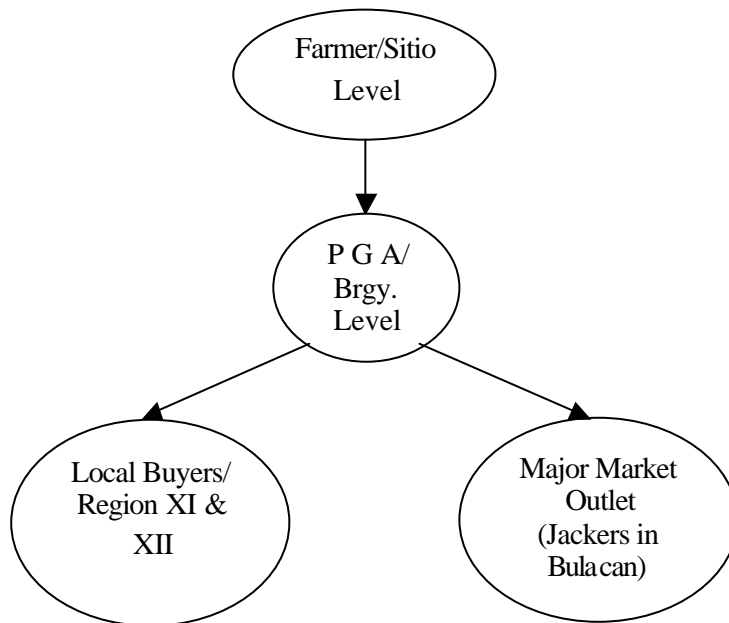 Farmer/Sitio
Level
P G A/
Brgy.
Level
Local Buyers/
Region XI &
XII
Major Market
Outlet
(Jackers in
Bulacan)